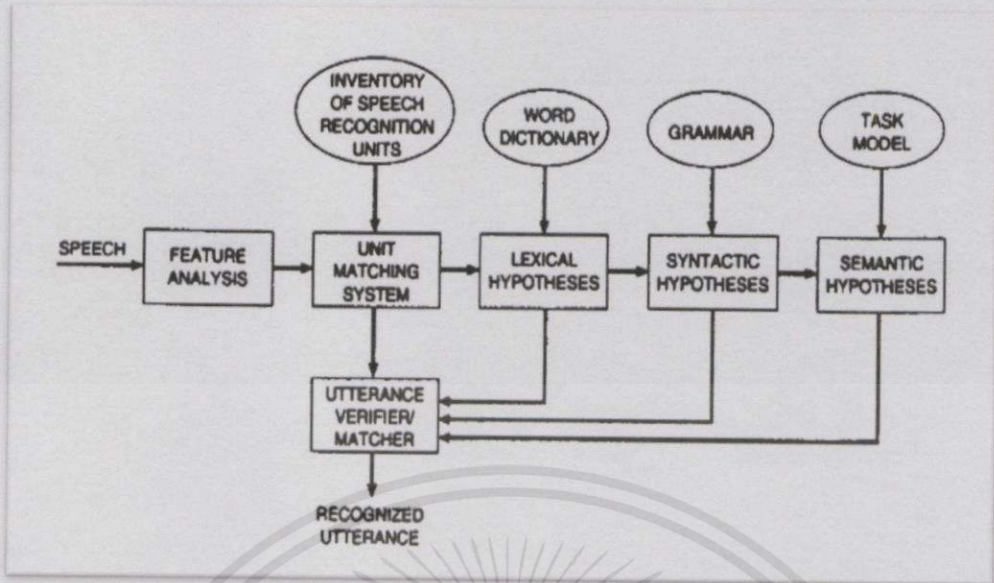 INVENTORY
OF SPEECH
RECOGNITION
UNITS
WORD
DICTIONARY
GRAMMAR
TASK
MODEL
SPEECH
FEATURE
ANALYSIS
UNIT
MATCHING
SYSTEM
LEXICAL
HYPOTHESES
SYNTACTIC
HYPOTHESES
SEMANTIC
HYPOTHESES
UTTERANCE
VERIFIER/
MATCHER
RECOGNIZED
UTTERANCE